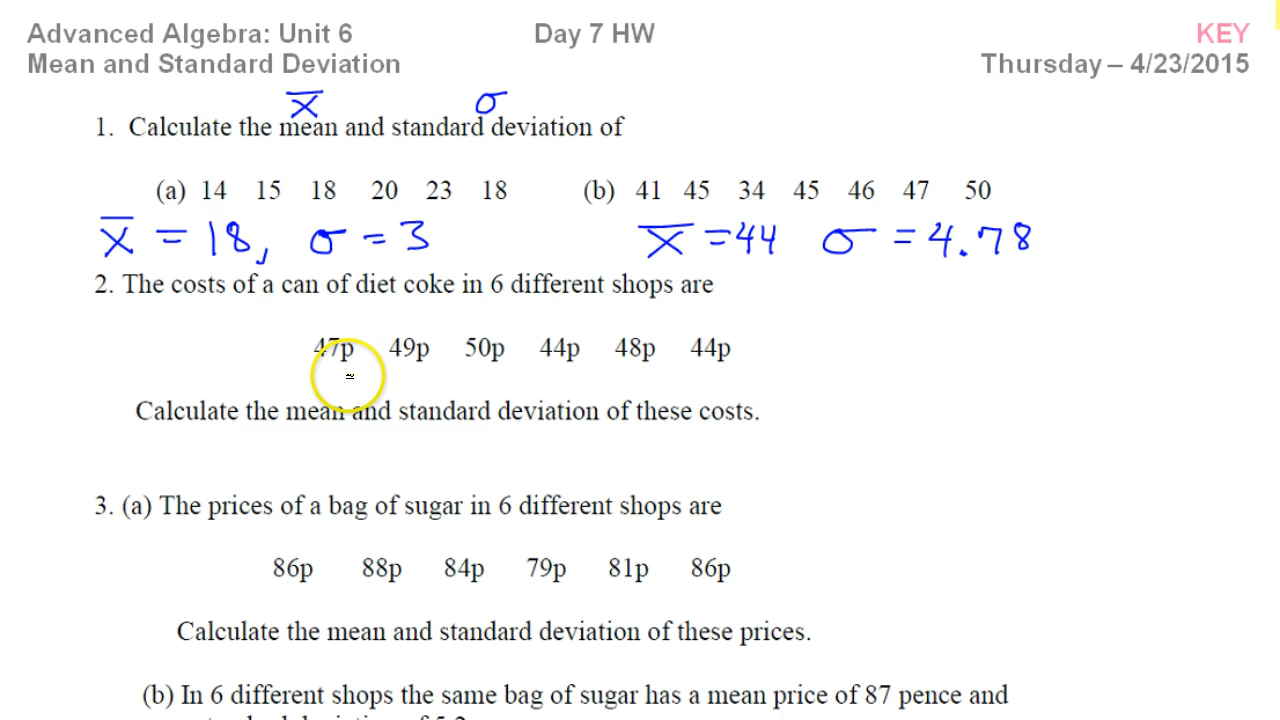 Advanced Algebra: Unit 6 Day 7 HW KEY
Mean and Standard Deviation Thursday – 4/23/2015
x̅ σ
1. Calculate the mean and standard deviation of
(a) 14 15 18 20 23 18 (b) 41 45 34 45 46 47 50
x̅ = 18, σ = 3 x̅ = 44 σ = 4.78
2. The costs of a can of diet coke in 6 different shops are
47p 49p 50p 44p 48p 44p
Calculate the mean and standard deviation of these costs.
3. (a) The prices of a bag of sugar in 6 different shops are
86p 88p 84p 79p 81p 86p
Calculate the mean and standard deviation of these prices.
(b) In 6 different shops the same bag of sugar has a mean price of 87 pence and